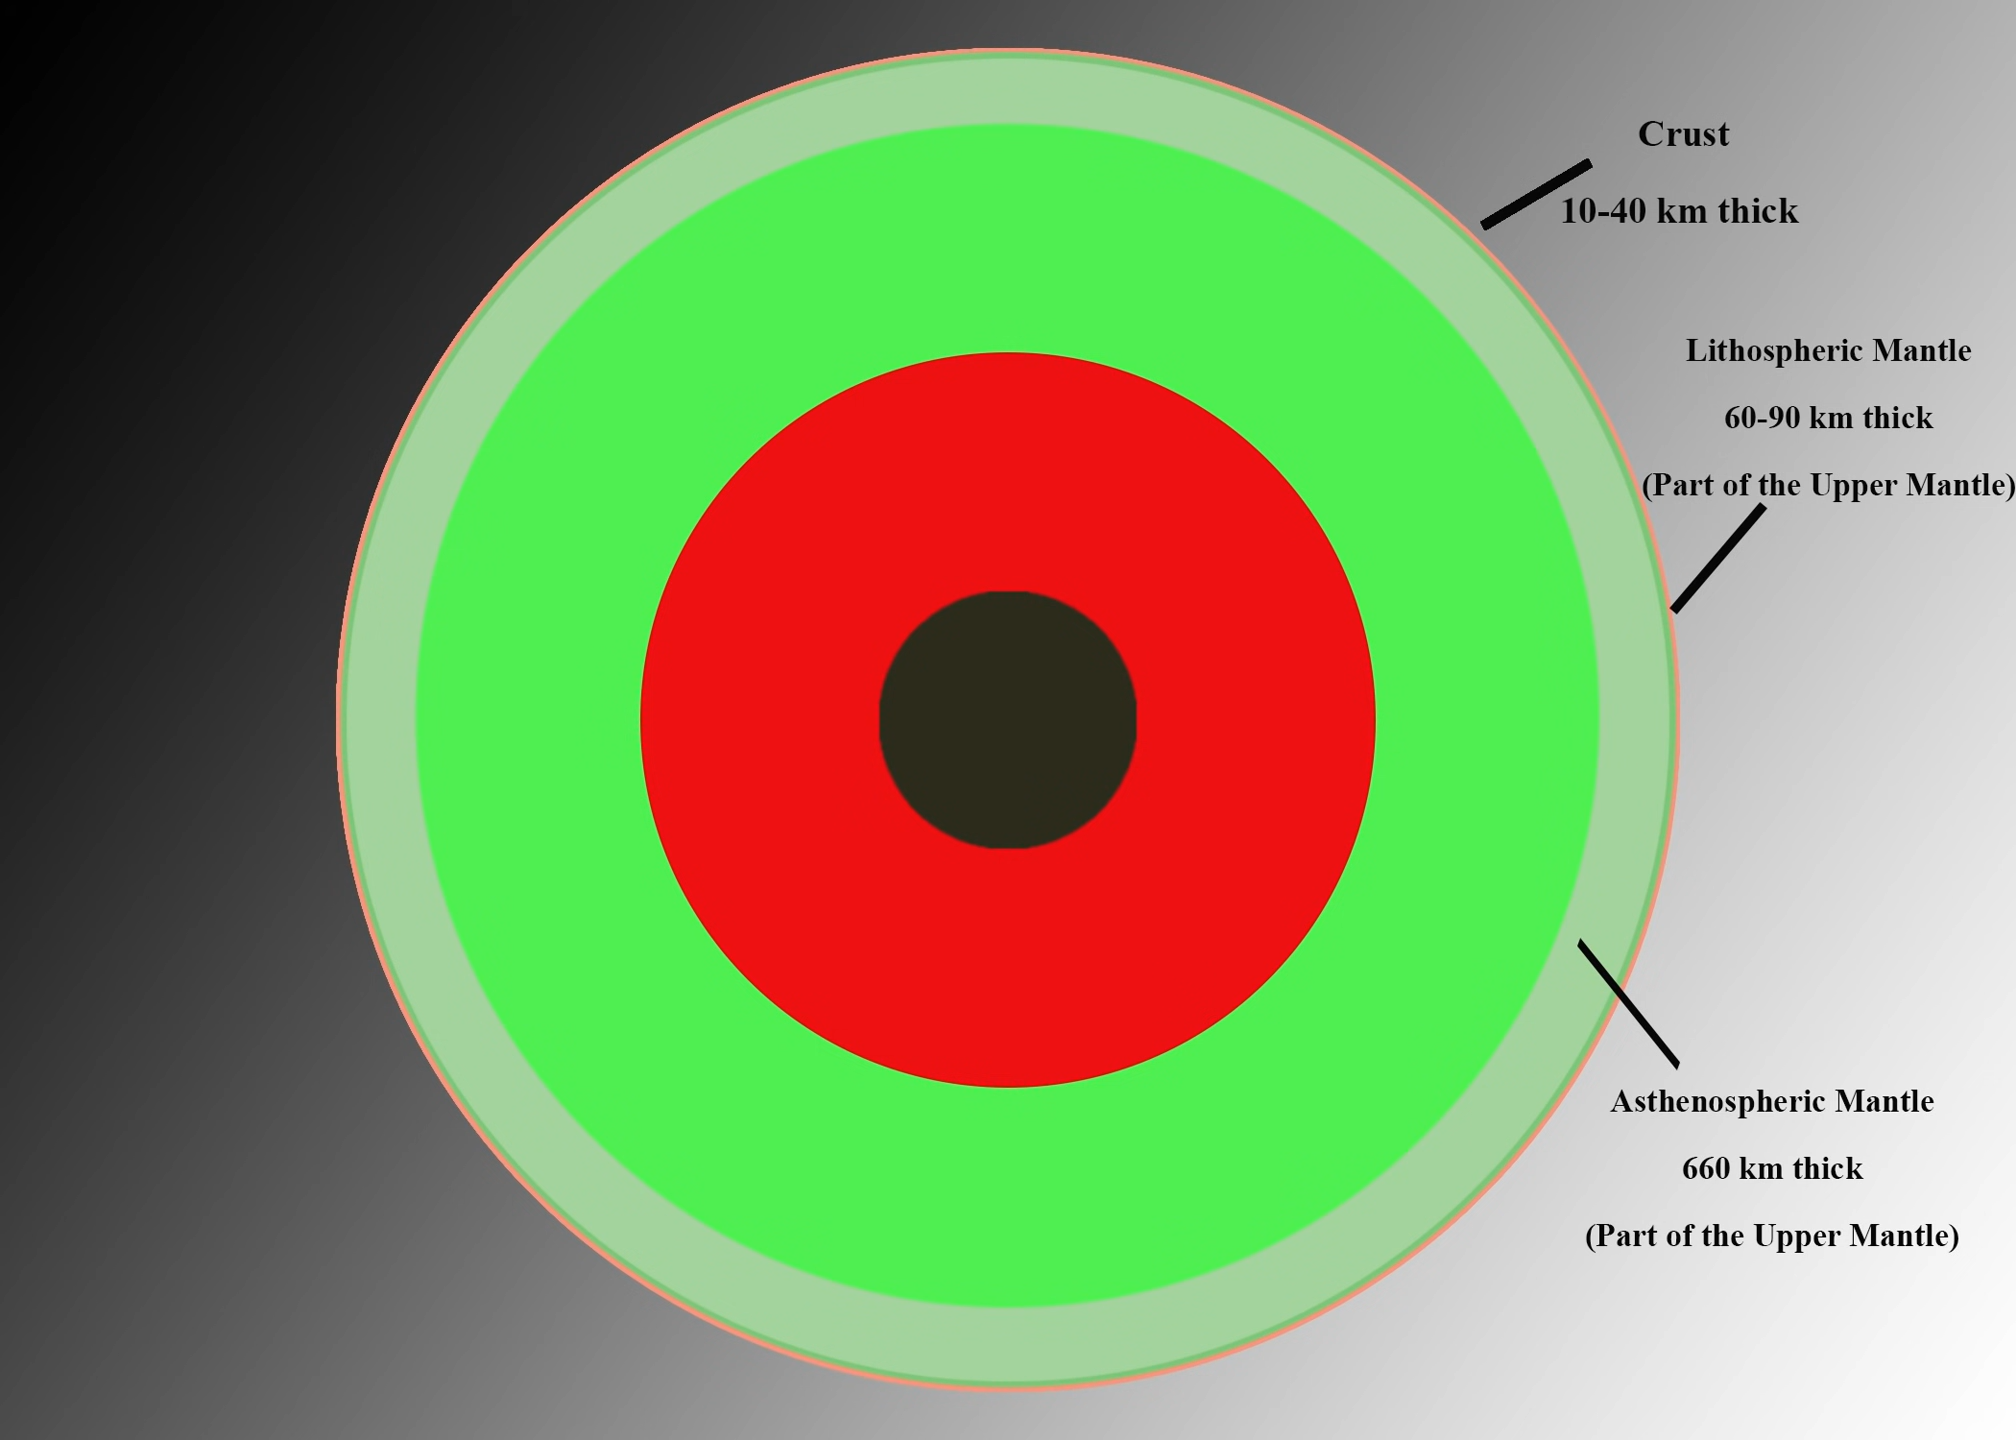 Crust
10-40 km thick
Lithospheric Mantle
60-90 km thick
(Part of the Upper Mantle)
Asthenospheric Mantle
660 km thick
(Part of the Upper Mantle)